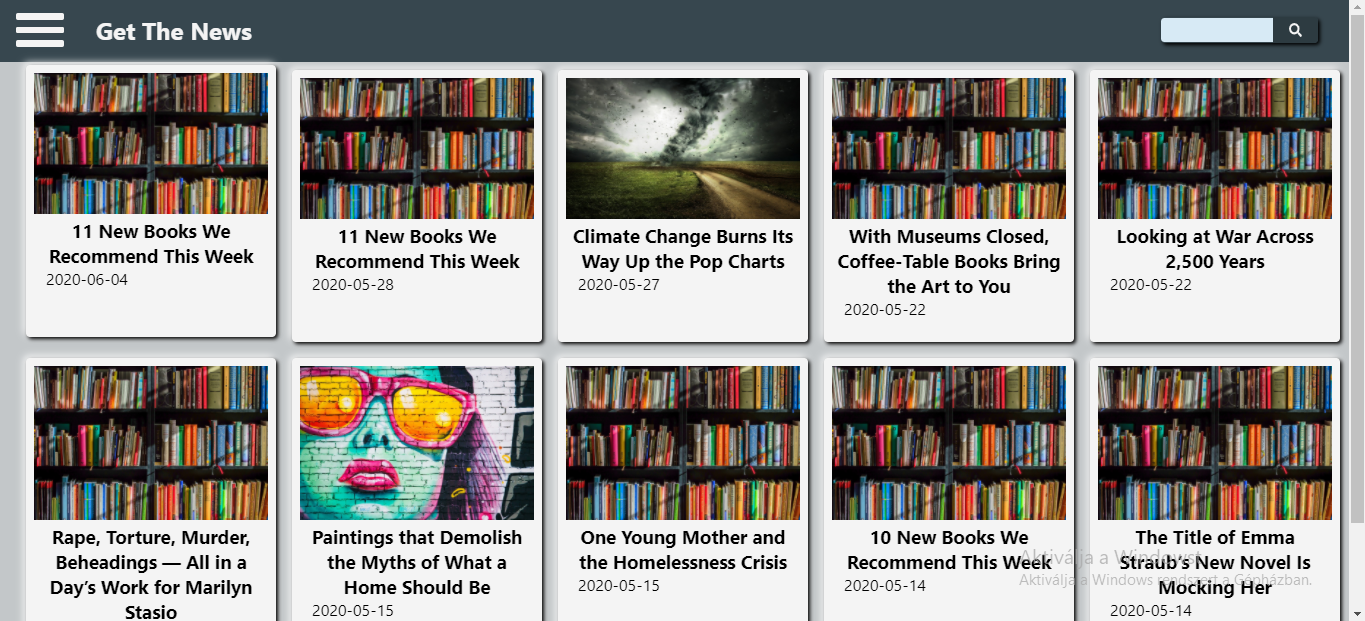 Get The News
11 New Books We
Recommend This Week
2020-06-04
11 New Books We
Recommend This Week
2020-05-28
Climate Change Burns Its
Way Up the Pop Charts
2020-05-27
With Museums Closed,
Coffee-Table Books Bring
the Art to You
2020-05-22
Looking at War Across
2,500 Years
2020-05-22
Rape, Torture, Murder,
Beheadings — All in a
Day’s Work for Marilyn
Stasio
Paintings that Demolish
the Myths of What a
Home Should Be
2020-05-15
One Young Mother and
the Homelessness Crisis
2020-05-15
10 New Books We
Recommend This Week
2020-05-14
The Title of Emma
Straub’s New Novel Is
Mocking Her
2020-05-14
Aktiválja a Windowst
Aktiválja a Windows rendszert a Gépházban.